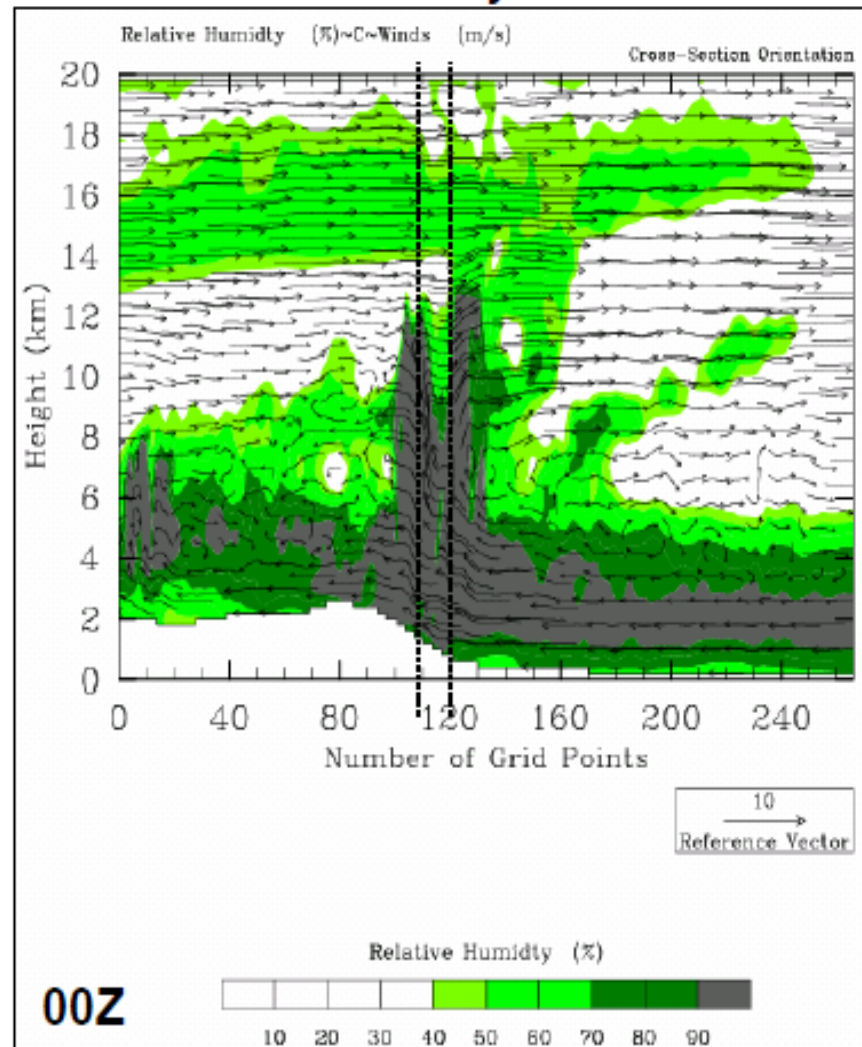 Relative Humidty (%)~C~Winds (m/s)
Cross-Section Orientation
20
18
16
14
12
10
8
6
4
2
0
Height (km)
0 40 80 120 160 200 240
Number of Grid Points
10
Reference Vector
Relative Humidty (%)
00Z
10 20 30 40 50 60 70 80 90